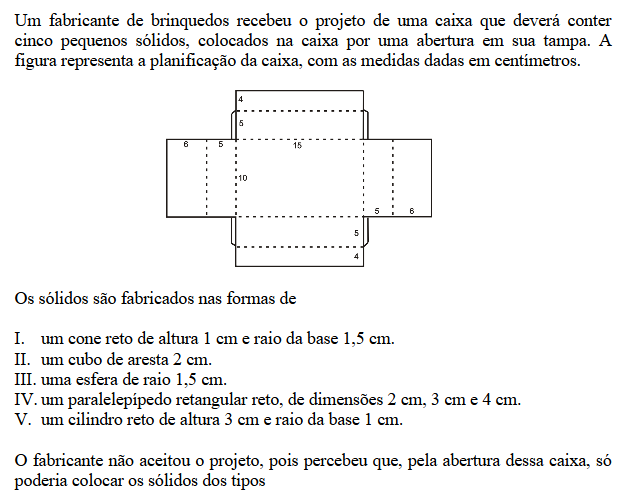 Um fabricante de brinquedos recebeu o projeto de uma caixa que deverá conter
cinco pequenos sólidos, colocados na caixa por uma abertura em sua tampa. A
figura representa a planificação da caixa, com as medidas dadas em centímetros.
4
5
6 5 15
10
5 6
5
4
Os sólidos são fabricados nas formas de
I. um cone reto de altura 1 cm e raio da base 1,5 cm.
II. um cubo de aresta 2 cm.
III. uma esfera de raio 1,5 cm.
IV. um paralelepípedo retangular reto, de dimensões 2 cm, 3 cm e 4 cm.
V. um cilindro reto de altura 3 cm e raio da base 1 cm.
O fabricante não aceitou o projeto, pois percebeu que, pela abertura dessa caixa, só
poderia colocar os sólidos dos tipos